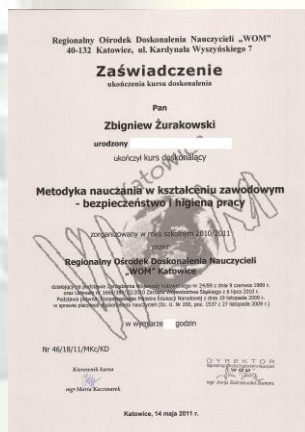 Regionalny Ośrodek Doskonalenia Nauczycieli „WOM"
40-132 Katowice, ul. Kardynała Wyszyńskiego 7
Zaświadczenie
ukończenia kursu doskonalenia
Pan
Zbigniew Żurakowski
urodzony
ukończył kurs doskonalący
Metodyka nauczania w kształceniu zawodowym
- bezpieczeństwo i higiena pracy
zorganizowany w roku szkolnym 2010/2011
przez
Regionalny Ośrodek Doskonalenia Nauczycieli
„WOM" Katowice
w wymiarze godzin
Nr 46/18/11/MKc/KD
Kierownik kursu
mgr Maria Kaczmarek
DYREKTOR
Katowice, 14 maja 2011 r.